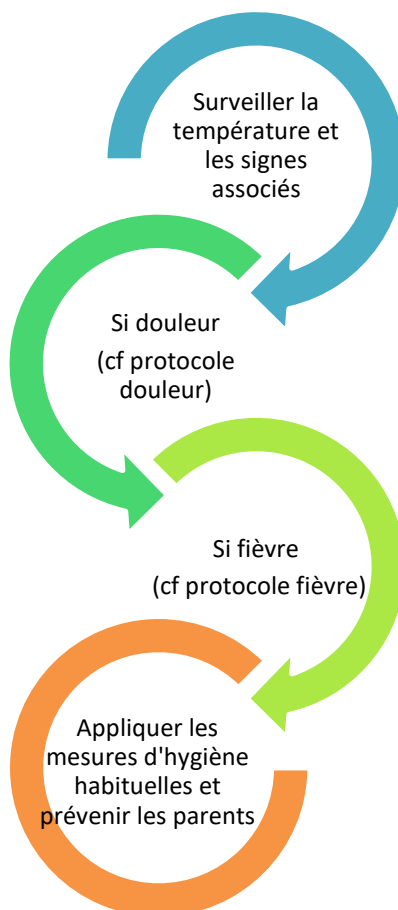 Surveiller la
température et
les signes
associés
Si douleur
(cf protocole
douleur)
Si fièvre
(cf protocole fièvre)
Appliquer les
mesures d'hygiène
habituelles et
prévenir les parents